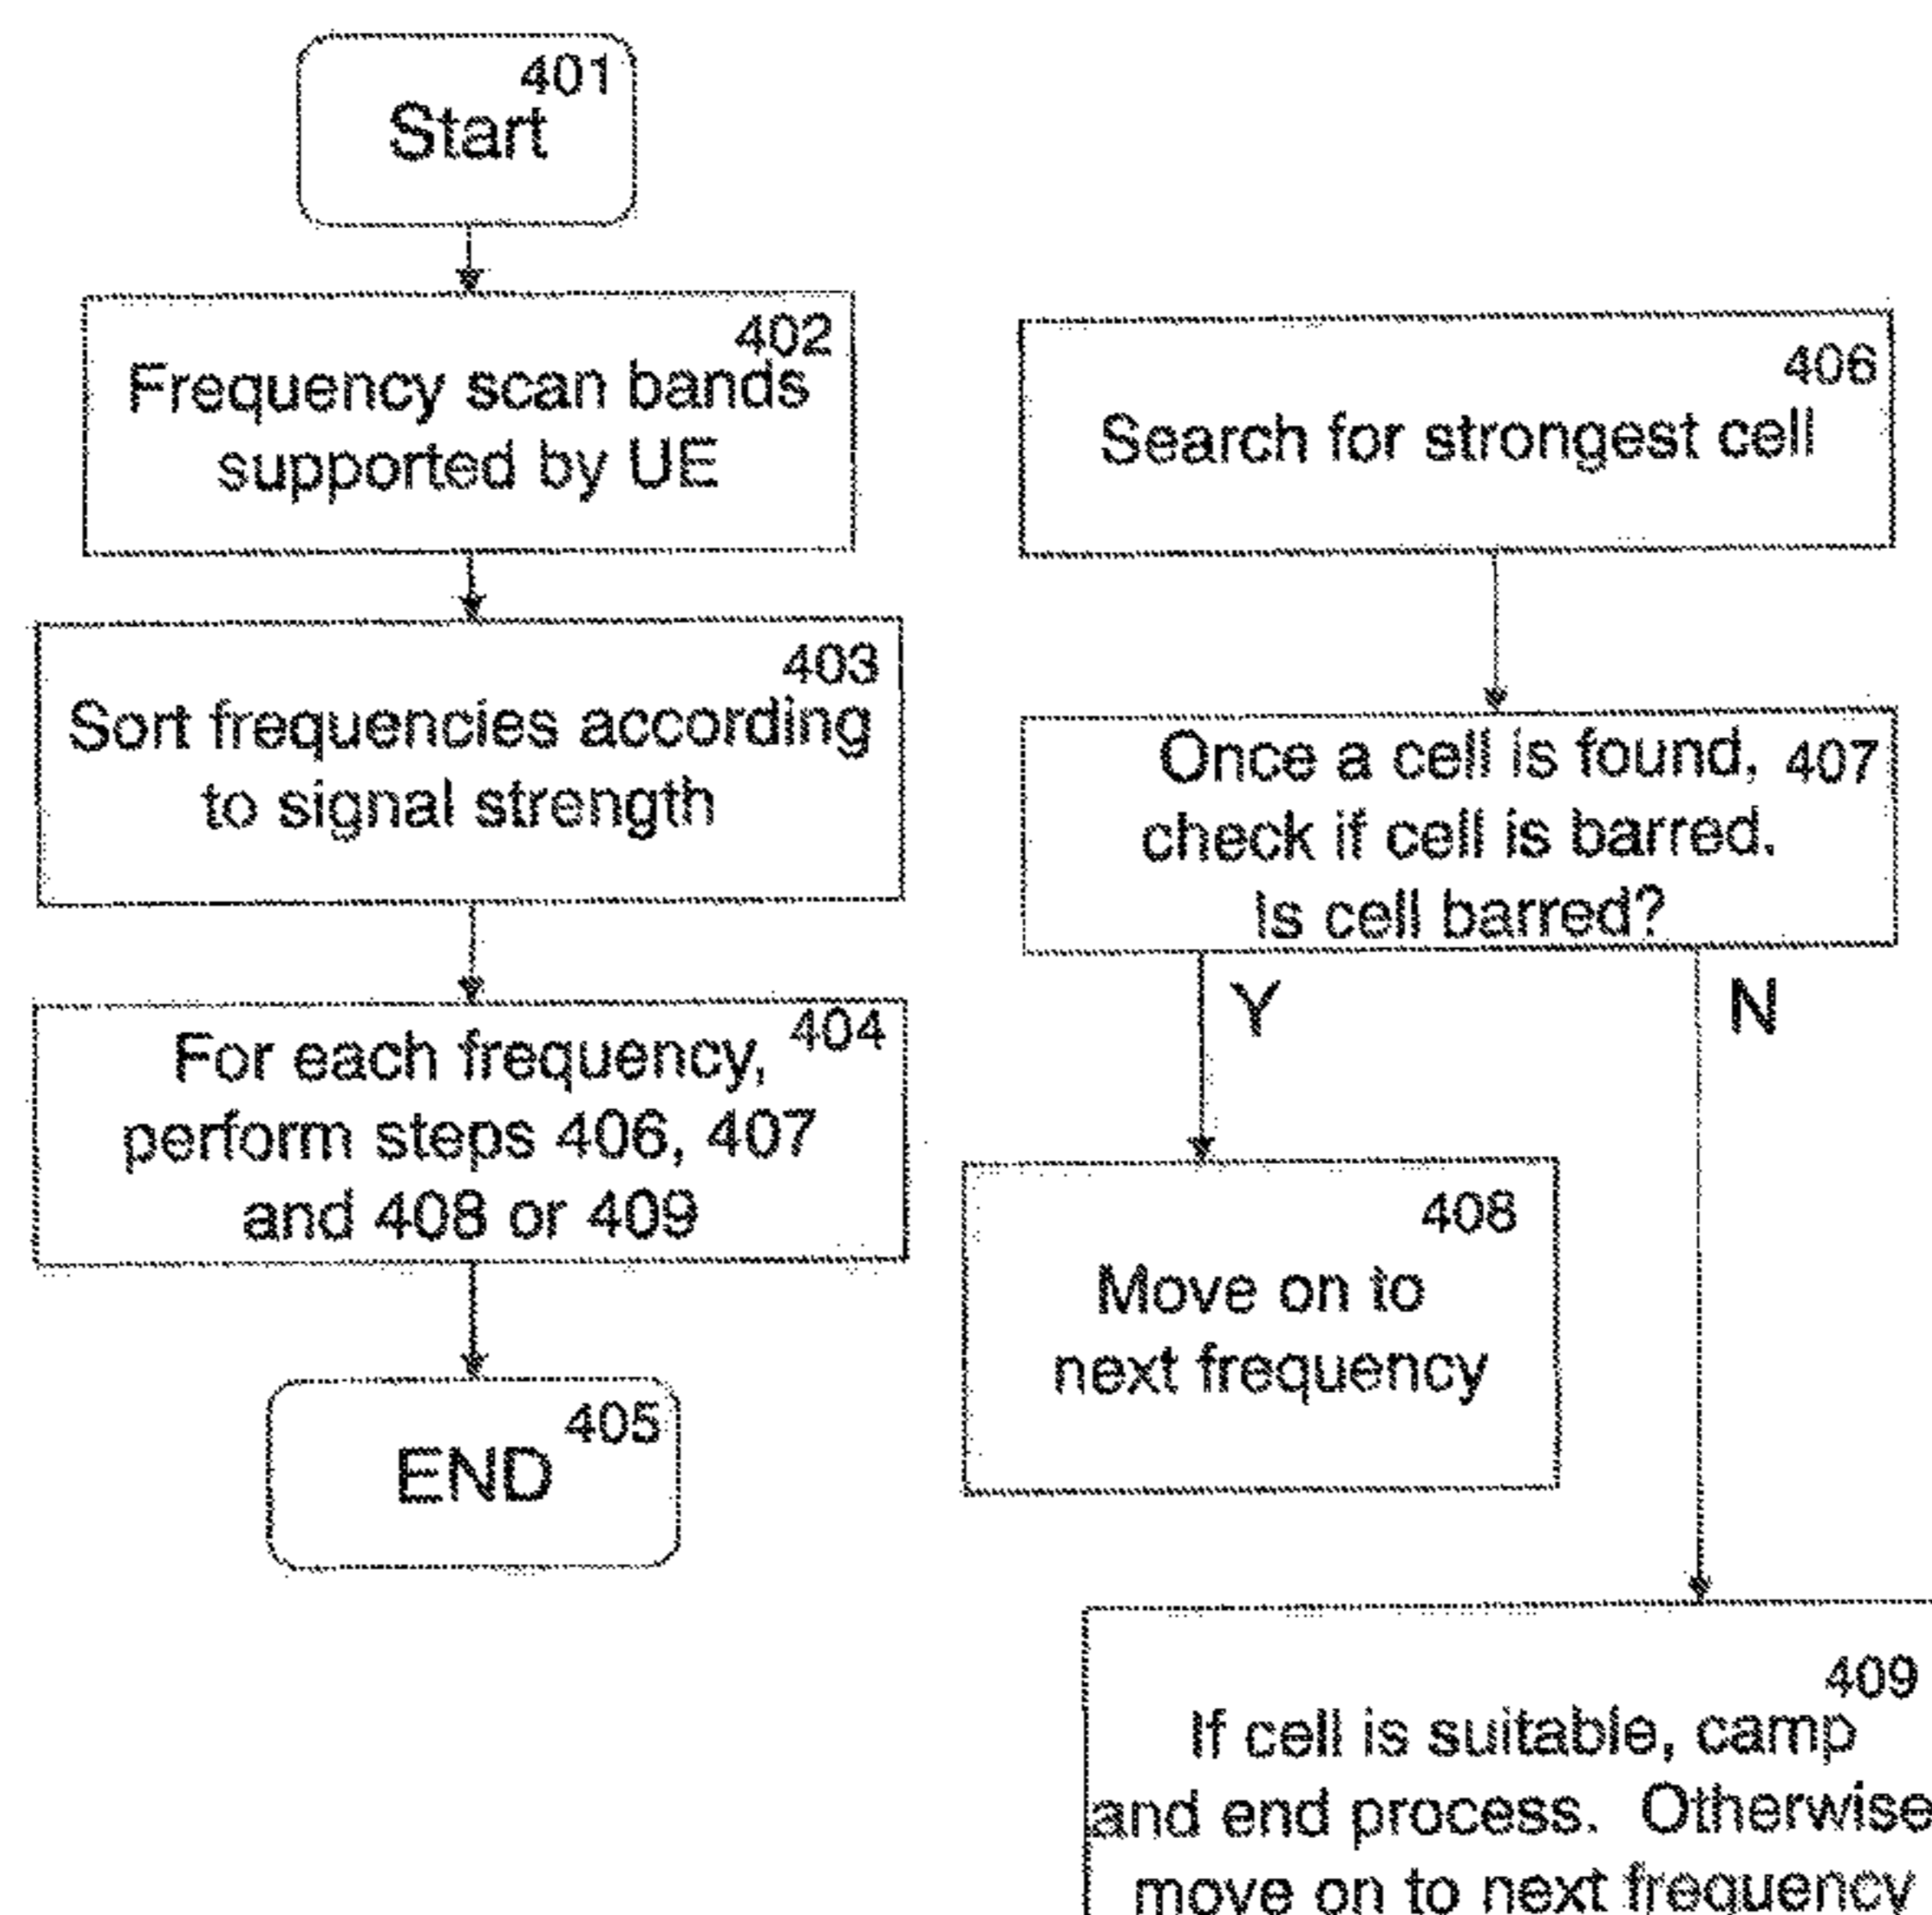 401
Start
402
Frequency scan bands
supported by UE
403
Sort frequencies according
to signal strength
404
For each frequency,
perform steps 406, 407
and 408 or 409
405
END
406
Search for strongest cell
407
Once a cell is found,
check if cell is barred.
Is cell barred?
Y
N
408
Move on to
next frequency
409
If cell is suitable, camp
and end process. Otherwise
move on to next frequency